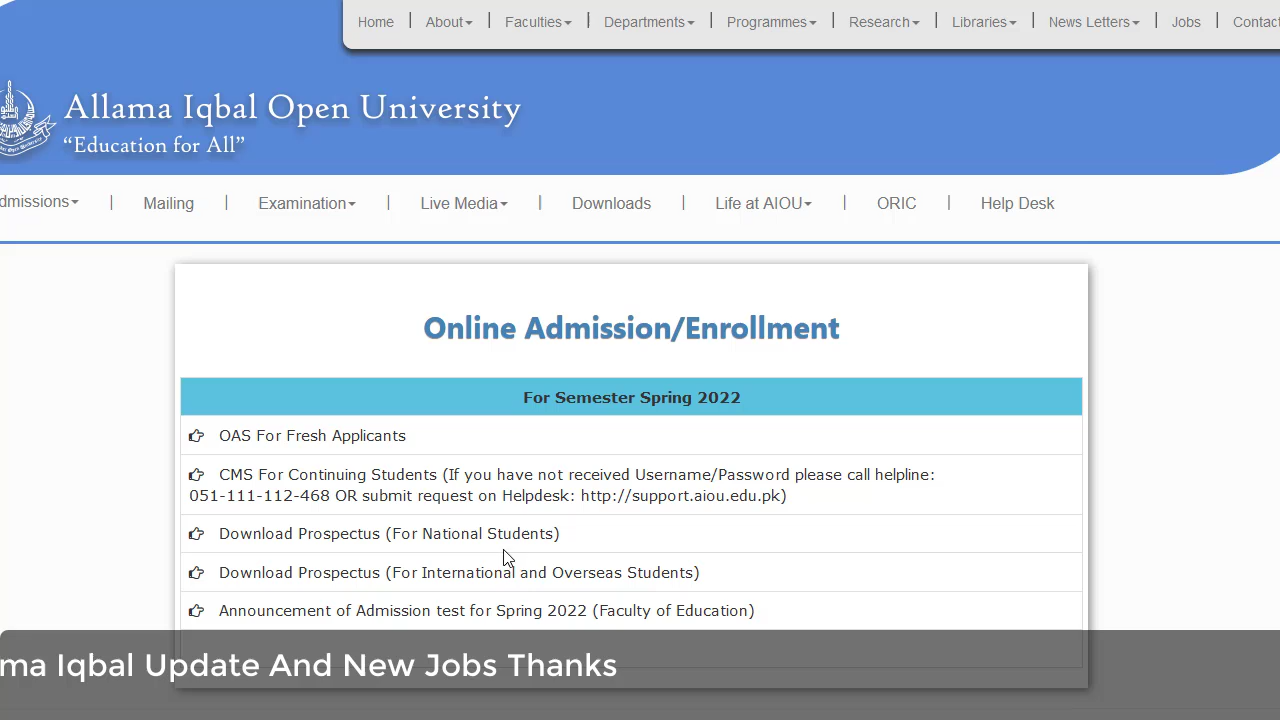 Home | About | Faculties | Departments | Programmes | Research | Libraries | News Letters | Jobs | Contact
Allama Iqbal Open University
“Education for All”
dmissions | Mailing | Examination | Live Media | Downloads | Life at AIOU | ORIC | Help Desk
Online Admission/Enrollment
For Semester Spring 2022
OAS For Fresh Applicants
CMS For Continuing Students (If you have not received Username/Password please call helpline:
051-111-112-468 OR submit request on Helpdesk: http://support.aiou.edu.pk)
Download Prospectus (For National Students)
Download Prospectus (For International and Overseas Students)
Announcement of Admission test for Spring 2022 (Faculty of Education)
ma Iqbal Update And New Jobs Thanks